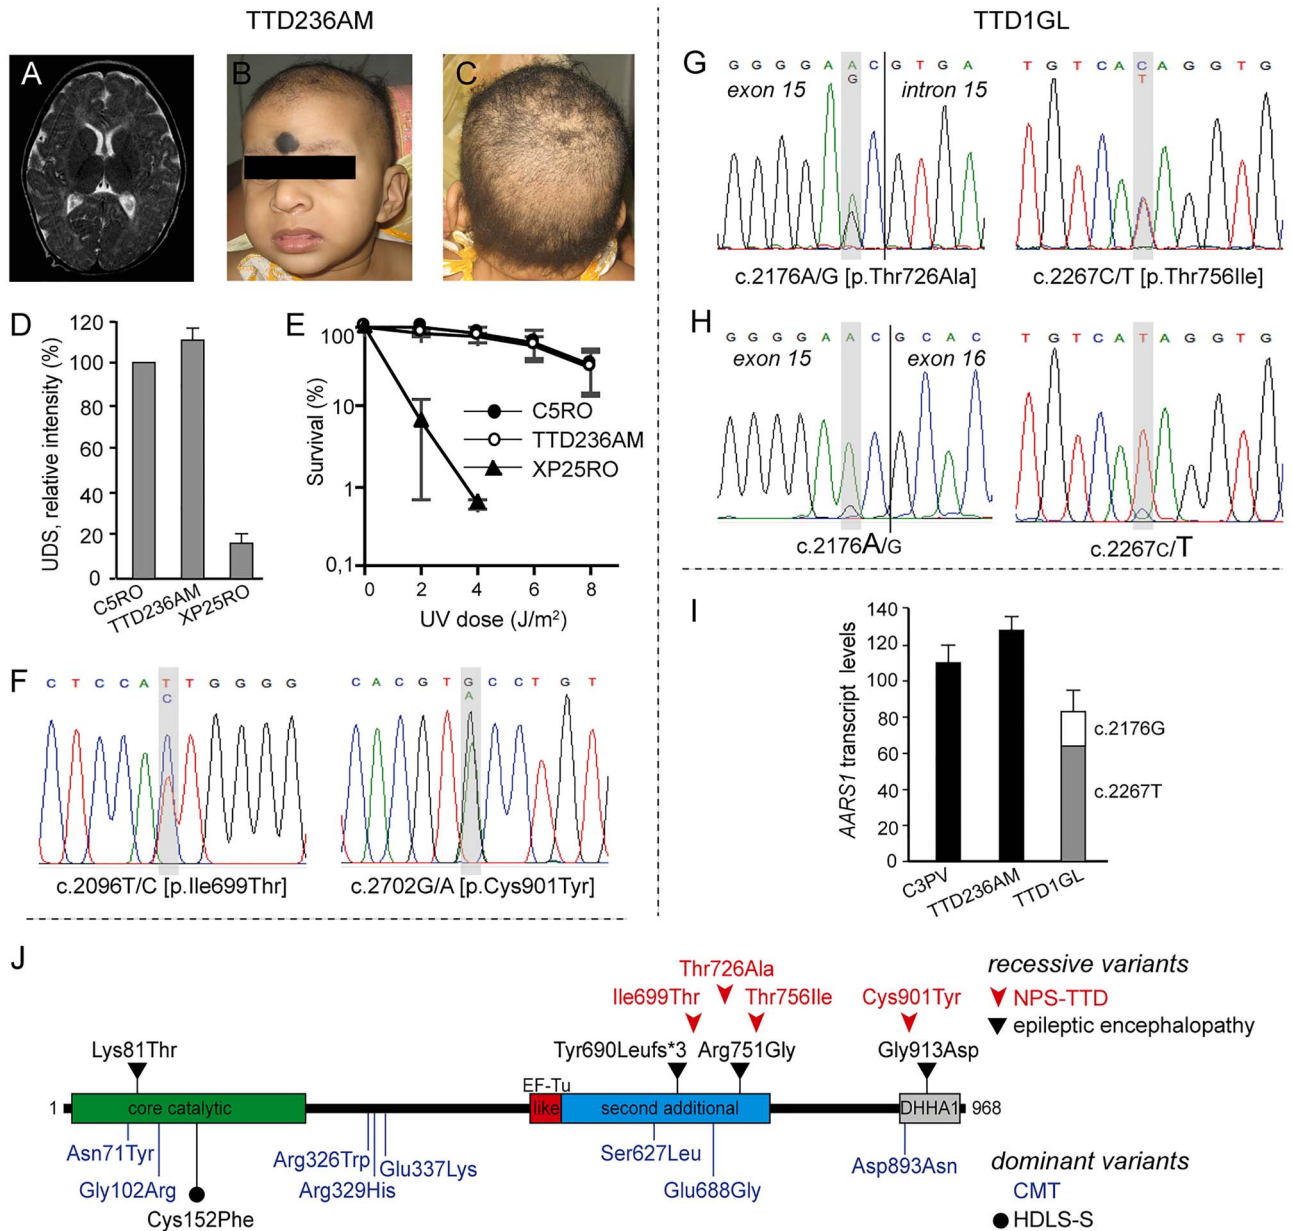 TTD236AM
TTD1GL
A
B
C
D
120
100
80
60
40
20
0
UDS, relative intensity (%)
C5RO
TTD236AM
XP25RO
E
100
10
1
0,1
Survival (%)
C5RO
TTD236AM
XP25RO
0 2 4 6 8
UV dose (J/m²)
F
C T C C A T T G G G G
C
c.2096T/C [p.Ile699Thr]
C A C G T G C C T G T
A
c.2702G/A [p.Cys901Tyr]
G
G G G G A A C G T G A
G
exon 15
intron 15
c.2176A/G [p.Thr726Ala]
T G T C A C A G G T G
T
c.2267C/T [p.Thr756Ile]
H
G G G G A A C G C A C
exon 15
exon 16
c.2176A/G
T G T C A T A G G T G
c.2267C/T
I
140
120
100
80
60
40
20
0
AARS1 transcript levels
c.2176G
c.2267T
C3PV
TTD236AM
TTD1GL
J
Thr726Ala
Ile699Thr
Thr756Ile
Cys901Tyr
Lys81Thr
Tyr690Leufs*3
Arg751Gly
Gly913Asp
EF-Tu
1
core catalytic
like
second additional
DHHA1
968
Asn71Tyr
Gly102Arg
Cys152Phe
Arg326Trp
Arg329His
Glu337Lys
Ser627Leu
Glu688Gly
Asp893Asn
recessive variants
NPS-TTD
epileptic encephalopathy
dominant variants
CMT
HDLS-S